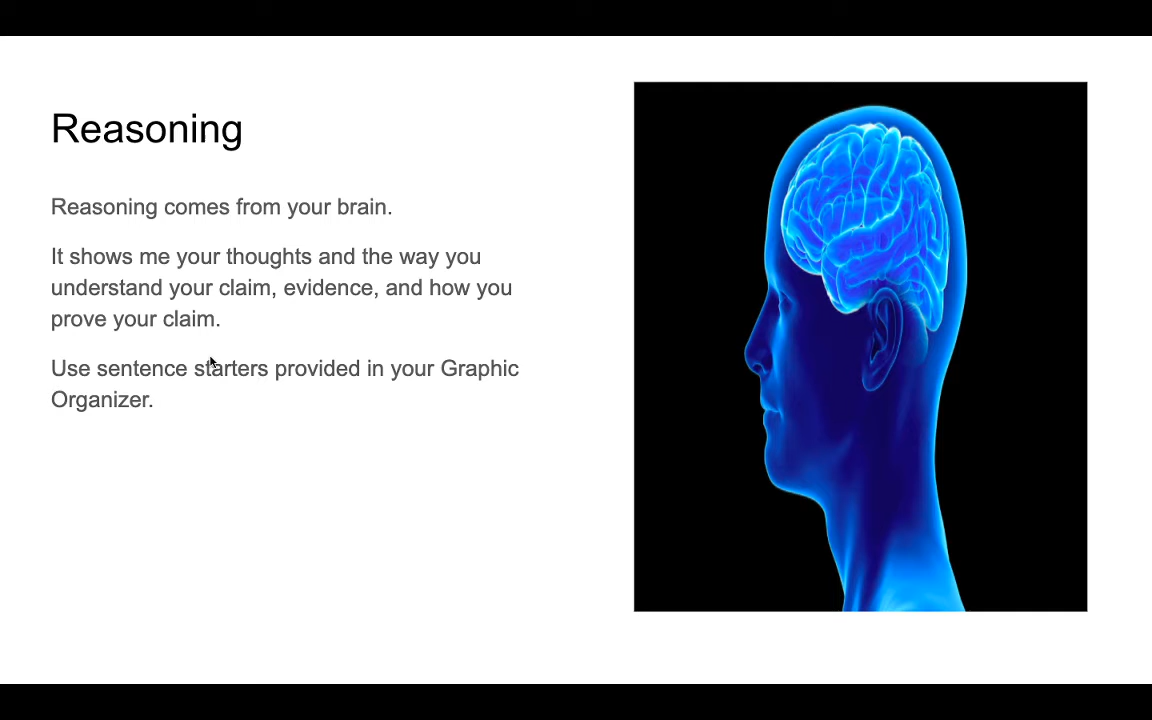 Reasoning
Reasoning comes from your brain.
It shows me your thoughts and the way you
understand your claim, evidence, and how you
prove your claim.
Use sentence starters provided in your Graphic
Organizer.